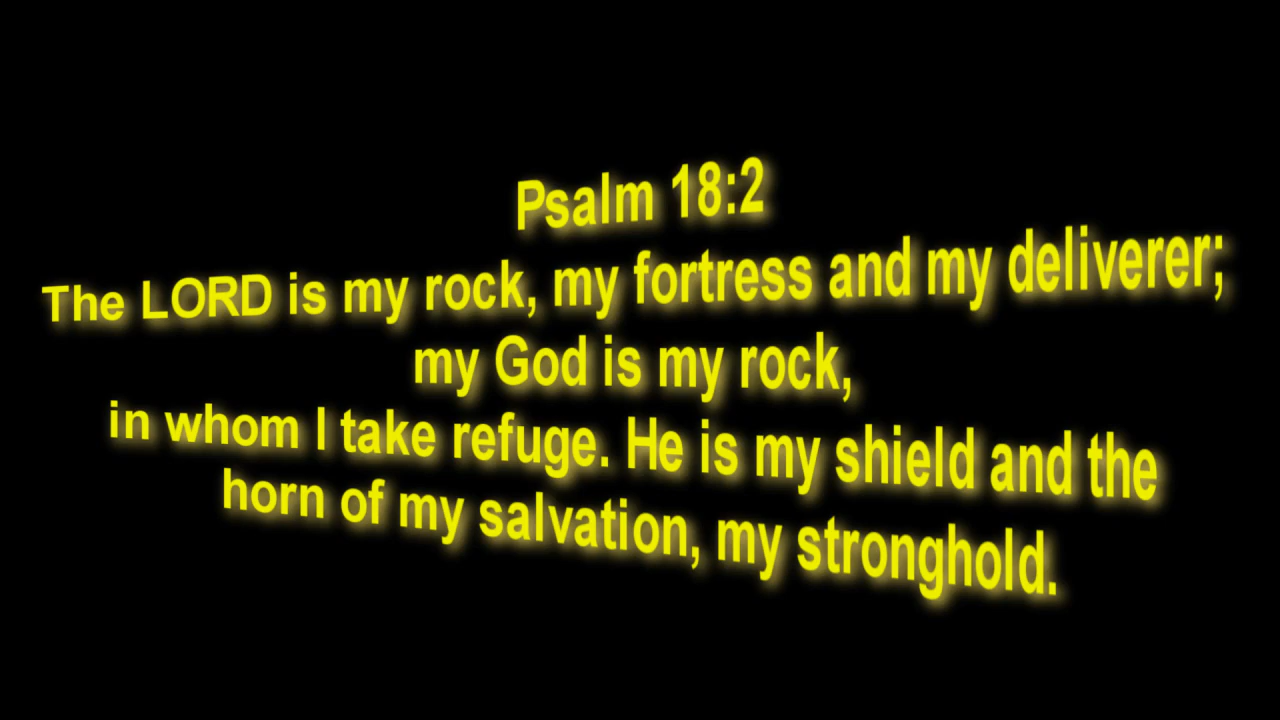 Psalm 18:2
The LORD is my rock, my fortress and my deliverer;
my God is my rock,
in whom I take refuge. He is my shield and the
horn of my salvation, my stronghold.